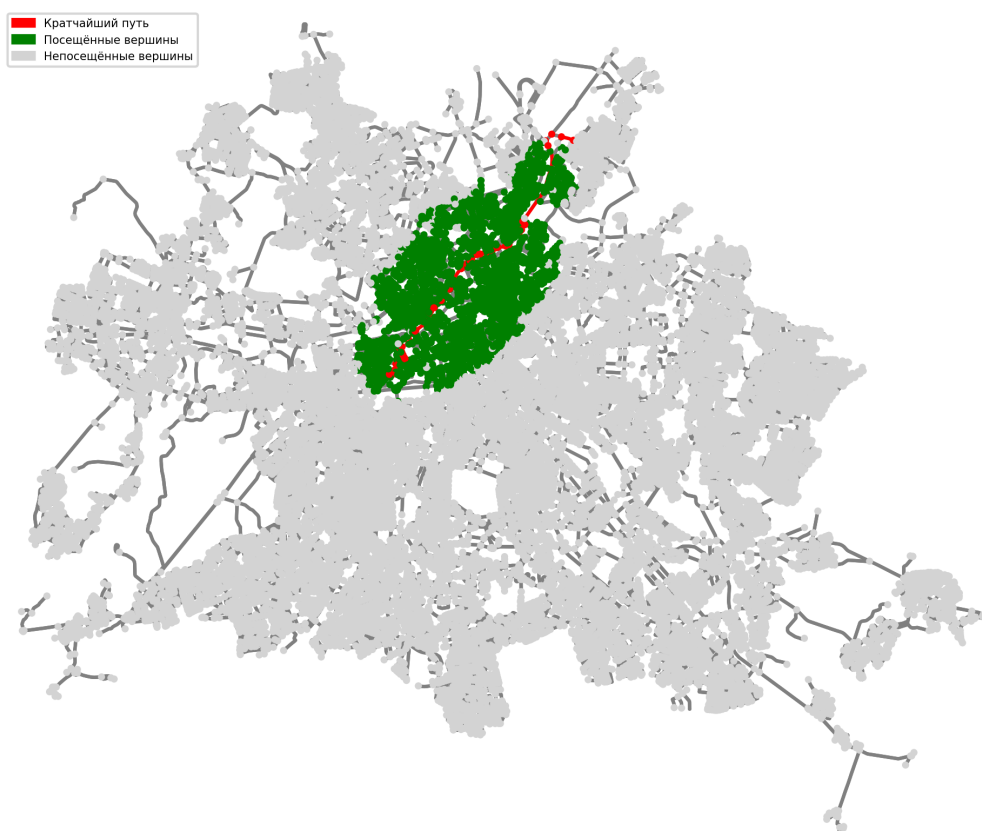 Кратчайший путь
Посещённые вершины
Непосещённые вершины